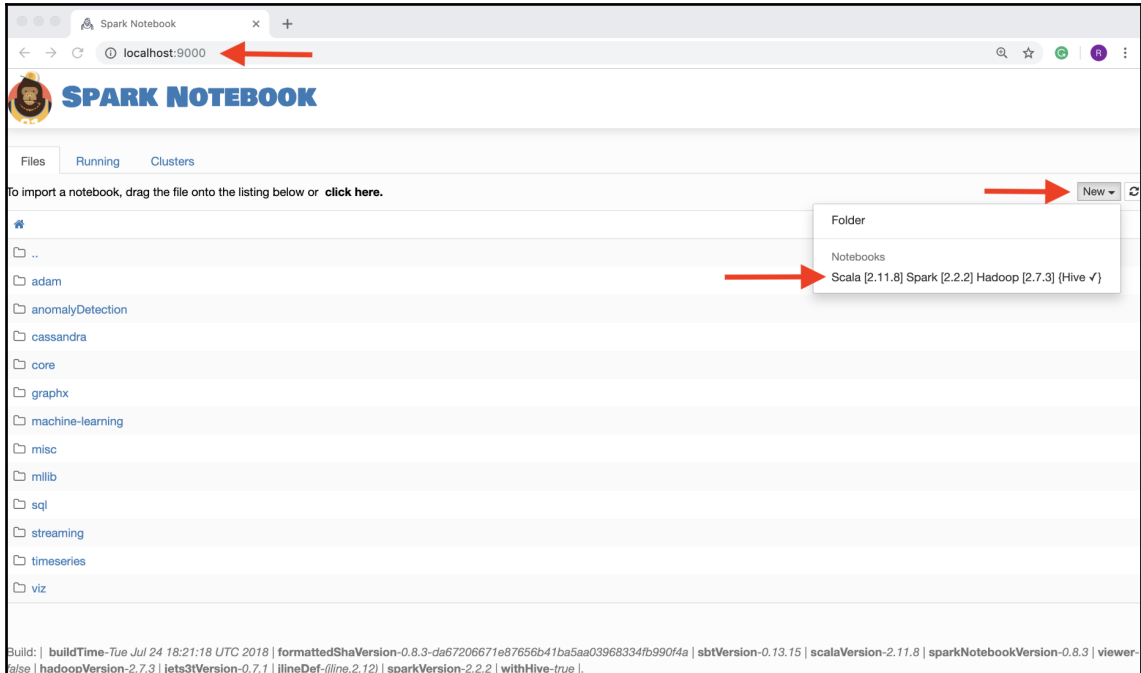 Spark Notebook
localhost:9000
R
SPARK NOTEBOOK
Files Running Clusters
To import a notebook, drag the file onto the listing below or click here.
New
Folder
..
Notebooks
Scala [2.11.8] Spark [2.2.2] Hadoop [2.7.3] {Hive ✓}
adam
anomalyDetection
cassandra
core
graphx
machine-learning
misc
mllib
sql
streaming
timeseries
viz
Build: | buildTime-Tue Jul 24 18:21:18 UTC 2018 | formattedShaVersion-0.8.3-da67206671e87656b41ba5aa03968334fb990f4a | sbtVersion-0.13.15 | scalaVersion-2.11.8 | sparkNotebookVersion-0.8.3 | viewer-
false | hadoopVersion-2.7.3 | jets3tVersion-0.7.1 | jlineDef-(jline,2.12) | sparkVersion-2.2.2 | withHive-true |.